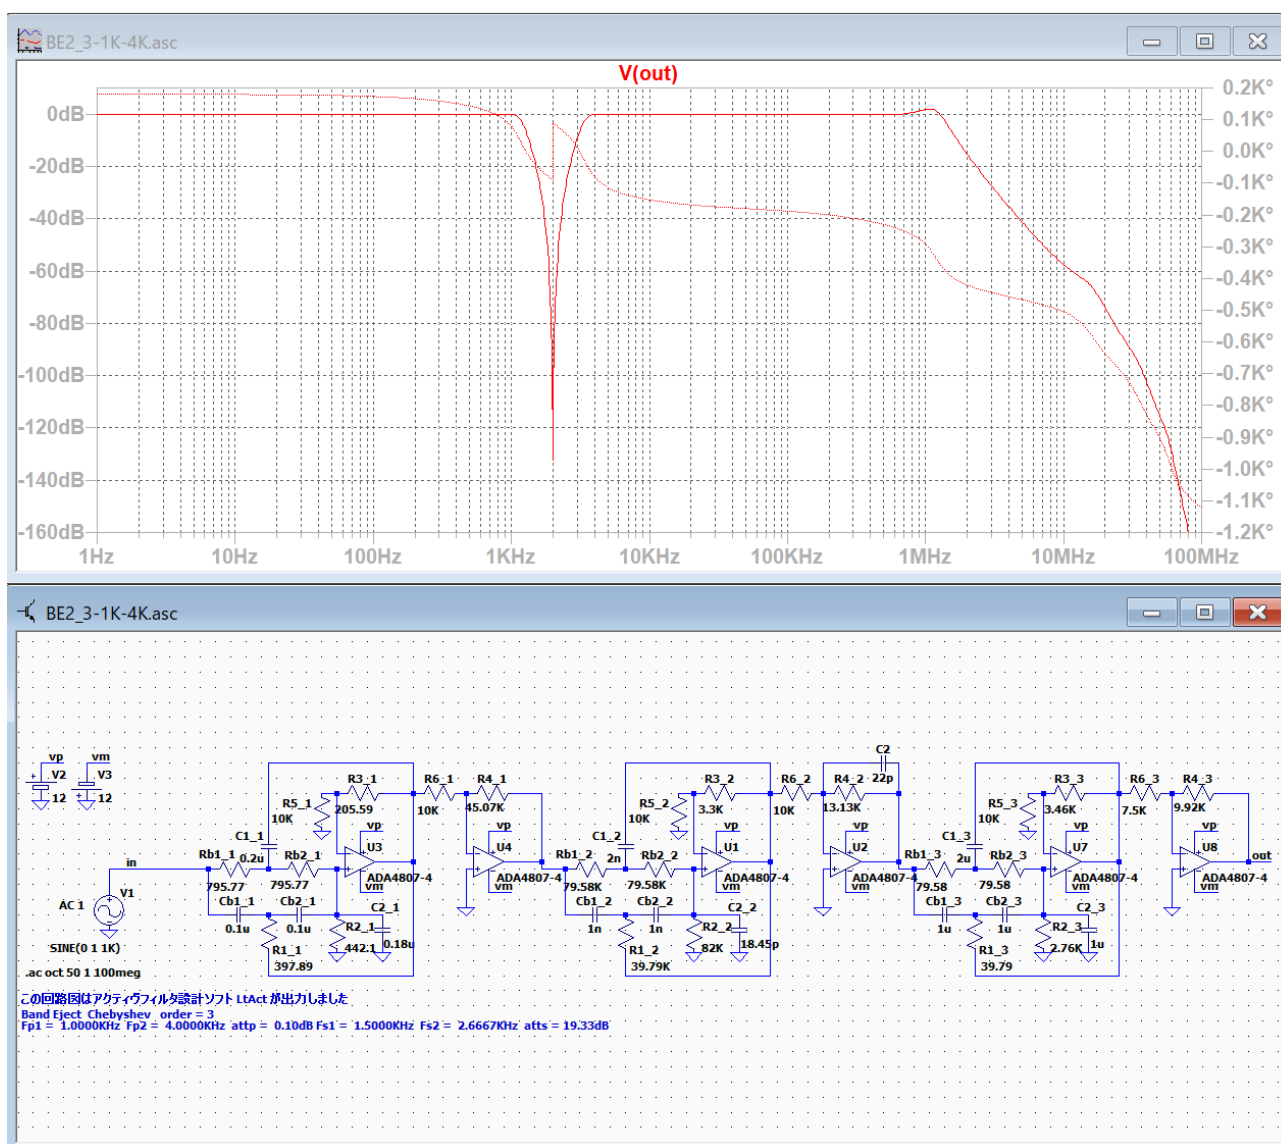 BE2_3-1K-4K.asc
V(out)
0dB
-20dB
-40dB
-60dB
-80dB
-100dB
-120dB
-140dB
-160dB
0.2K°
0.1K°
0.0K°
-0.1K°
-0.2K°
-0.3K°
-0.4K°
-0.5K°
-0.6K°
-0.7K°
-0.8K°
-0.9K°
-1.0K°
-1.1K°
-1.2K°
1Hz 10Hz 100Hz 1KHz 10KHz 100KHz 1MHz 10MHz 100MHz
BE2_3-1K-4K.asc
vp vm
V2 V3
12 12
R3_1 R6_1 R4_1
205.59 10K 45.07K
R5_1
10K
C1_1
0.2u
vp vp
U3 U4
ADA4807-4 ADA4807-4
vm vm
in
Rb1_1 Rb2_1
795.77 795.77
Cb1_1 Cb2_1
0.1u 0.1u
R1_1
397.89
R2_1
442.1
C2_1
0.18u
V1
AC 1
SINE(0 1 1K)
.ac oct 50 1 100meg
C2
22p
R3_2 R6_2 R4_2
3.3K 10K 13.13K
R5_2
10K
C1_2
2n
vp vp
U1 U2
ADA4807-4 ADA4807-4
vm vm
Rb1_2 Rb2_2
79.58K 79.58K
Cb1_2 Cb2_2
1n 1n
R1_2
39.79K
R2_2
82K
C2_2
18.45p
R3_3 R6_3 R4_3
3.46K 7.5K 9.92K
R5_3
10K
C1_3
2u
vp vp
U7 U8
ADA4807-4 ADA4807-4
vm vm
out
Rb1_3 Rb2_3
79.58 79.58
Cb1_3 Cb2_3
1u 1u
R1_3
39.79
R2_3
2.76K
C2_3
1u
この回路図はアクティヴフィルタ設計ソフト LtAct が出力しました
Band Eject Chebyshev order = 3
Fp1 = 1.0000KHz Fp2 = 4.0000KHz attp = 0.10dB Fs1 = 1.5000KHz Fs2 = 2.6667KHz atts = 19.33dB